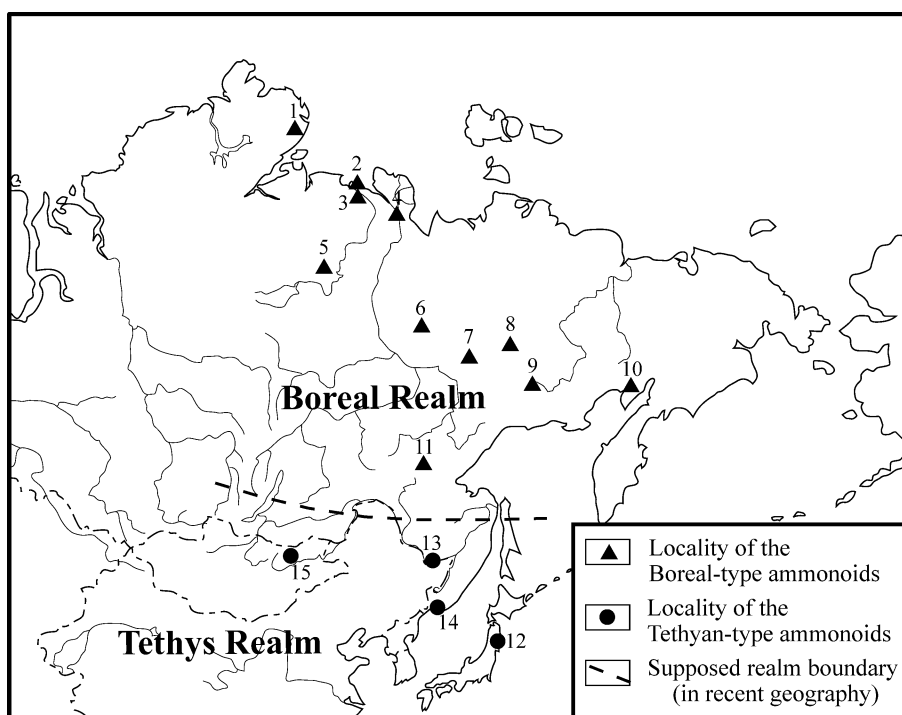 1
2
3
4
5
6
7
8
9
10
Boreal Realm
11
13
15
14
12
Tethys Realm
Locality of the
Boreal-type ammonoids
Locality of the
Tethyan-type ammonoids
Supposed realm boundary
(in recent geography)